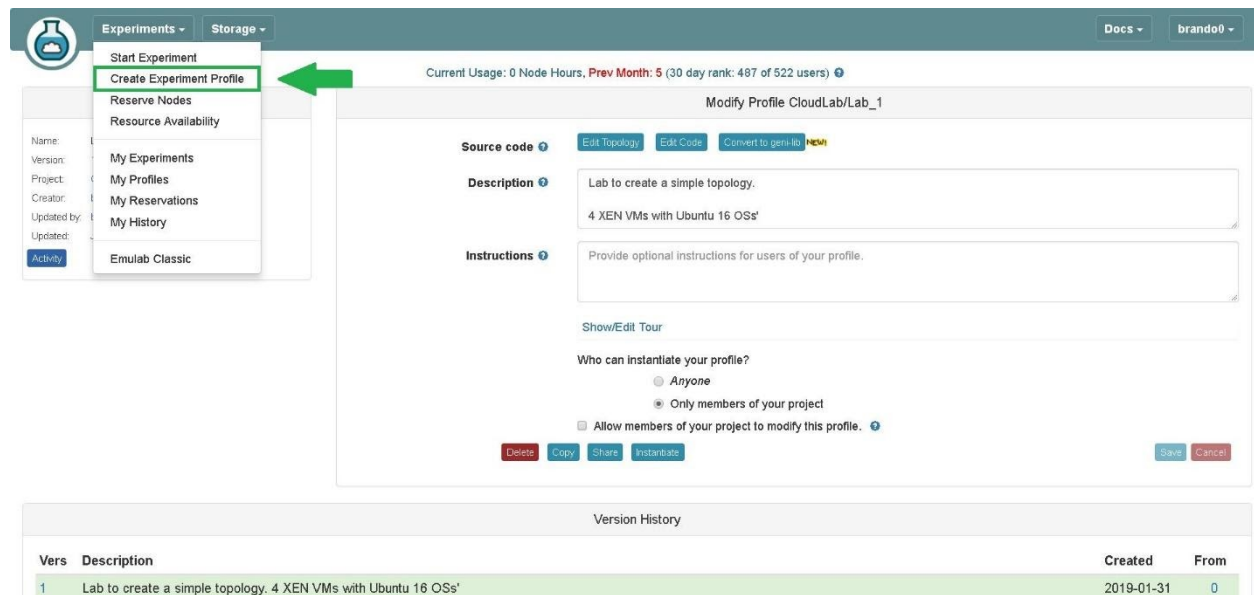 Experiments
Storage
Docs
brando0
Start Experiment
Create Experiment Profile
Reserve Nodes
Resource Availability
My Experiments
My Profiles
My Reservations
My History
Emulab Classic
Current Usage: 0 Node Hours, Prev Month: 5 (30 day rank: 487 of 522 users)
Name:
Version:
Project:
Creator:
Updated by:
Updated:
Activity
Modify Profile CloudLab/Lab_1
Source code
Edit Topology Edit Code Convert to geni-lib NEW!
Description
Lab to create a simple topology.
4 XEN VMs with Ubuntu 16 OSs'
Instructions
Provide optional instructions for users of your profile.
Show/Edit Tour
Who can instantiate your profile?
Anyone
Only members of your project
Allow members of your project to modify this profile.
Delete Copy Share Instantiate Save Cancel
Version History
Vers Description Created From
1 Lab to create a simple topology. 4 XEN VMs with Ubuntu 16 OSs' 2019-01-31 0